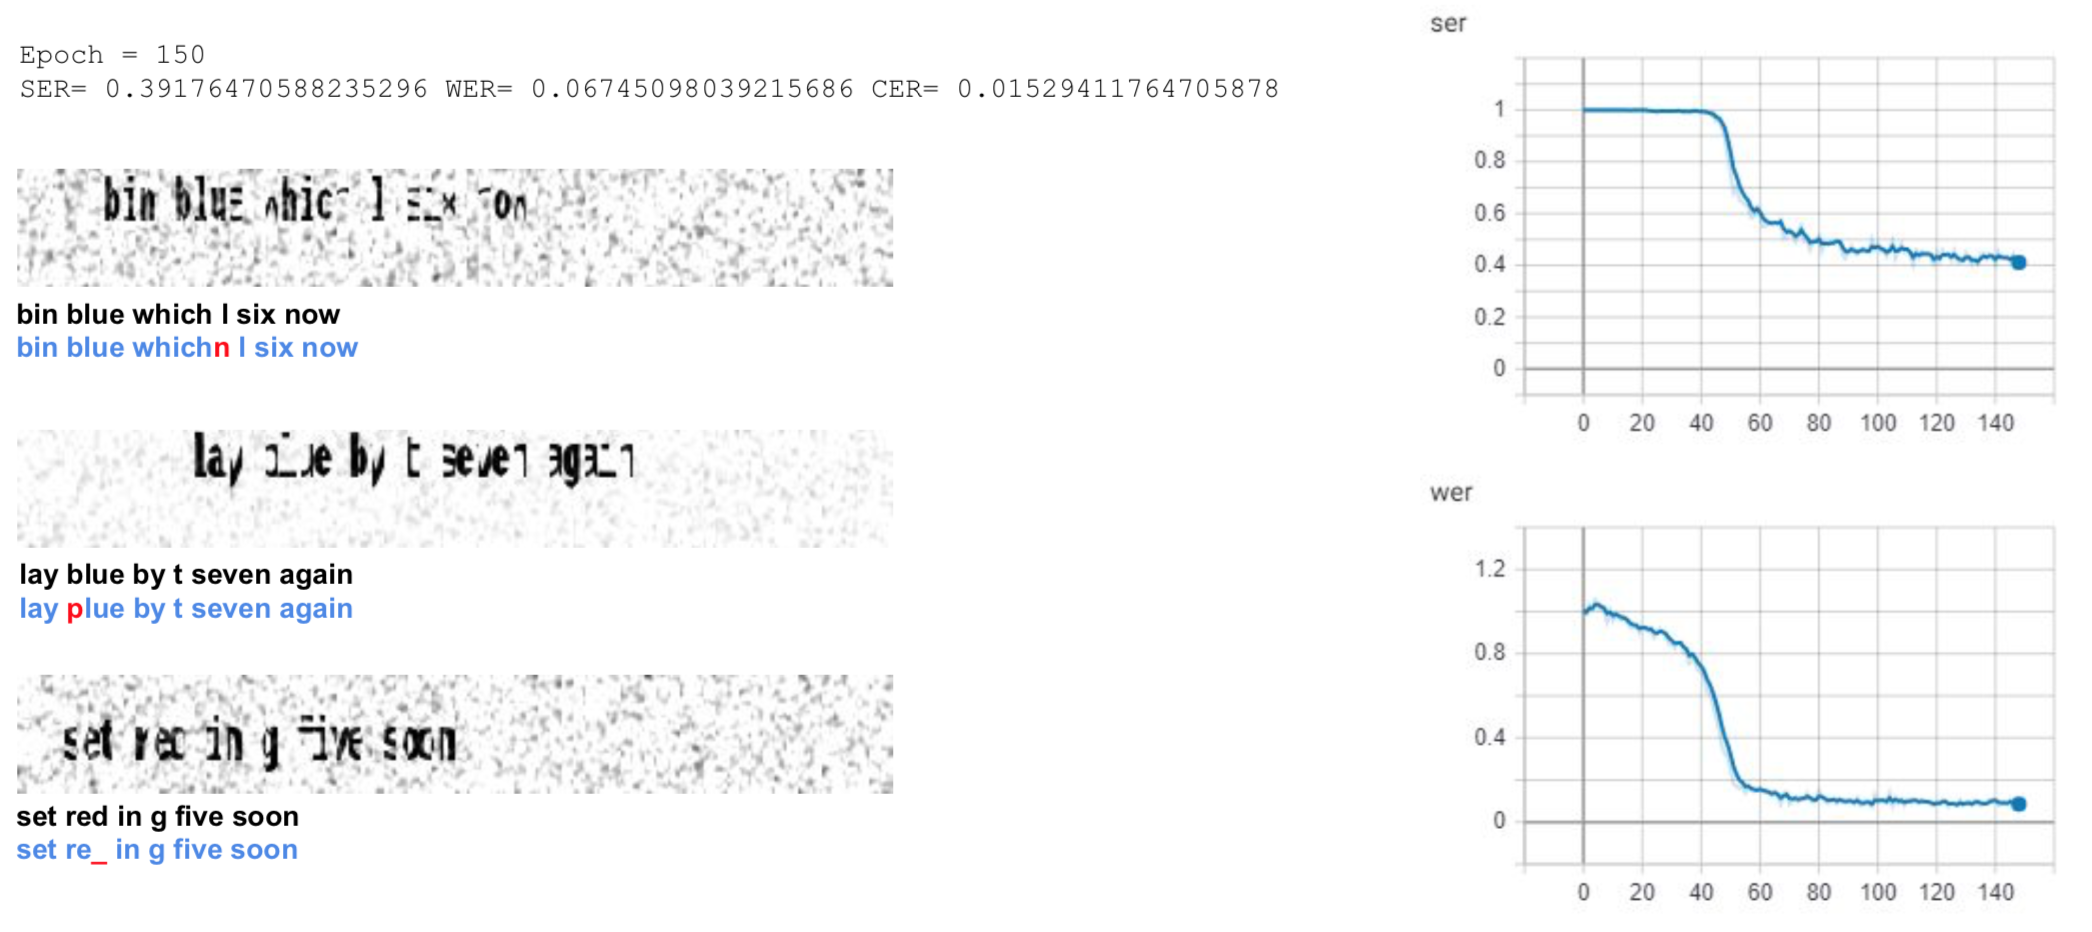 Epoch = 150
SER= 0.39176470588235296 WER= 0.06745098039215686 CER= 0.01529411764705878
bin blue which l six now
bin blue which l six now
bin blue whichn l six now
lay blue by t seven again
lay blue by t seven again
lay plue by t seven again
set red in g five soon
set red in g five soon
set re_ in g five soon
ser
1
0.8
0.6
0.4
0.2
0
0 20 40 60 80 100 120 140
wer
1.2
0.8
0.4
0
0 20 40 60 80 100 120 140